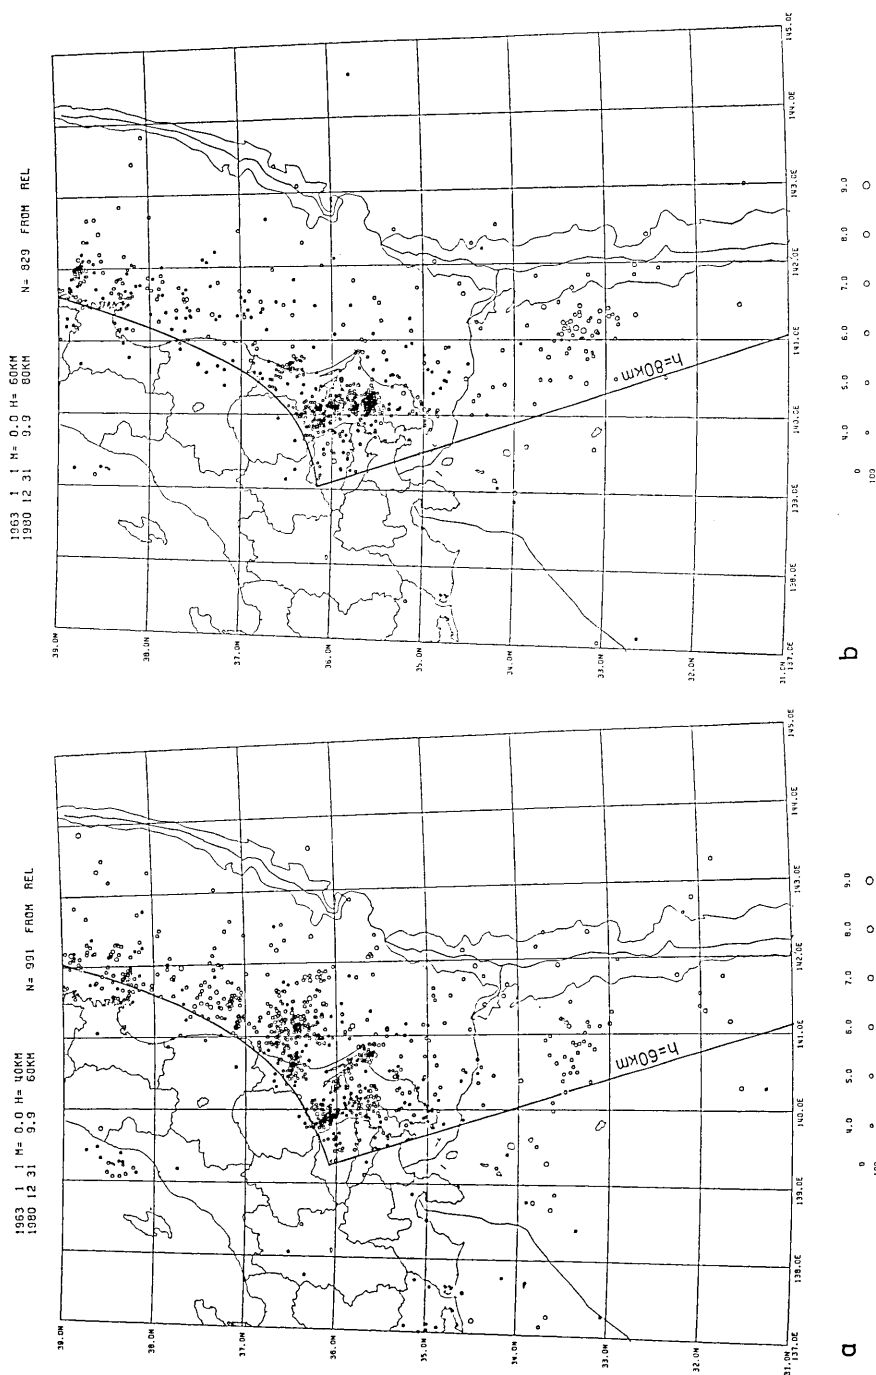 1963 1 1 M= 0.0 H= 40KM N= 991 FROM REL
1980 12 31 9.9 60KM
39.0N
38.0N
37.0N
36.0N
35.0N
34.0N
33.0N
32.0N
31.0N
137.0E
138.0E
139.0E
140.0E
141.0E
142.0E
143.0E
144.0E
145.0E
h=60km
4.0 5.0 6.0 7.0 8.0 9.0
a
1963 1 1 M= 0.0 H= 60KM N= 829 FROM REL
1980 12 31 9.9 80KM
39.0N
38.0N
37.0N
36.0N
35.0N
34.0N
33.0N
32.0N
31.0N
137.0E
138.0E
139.0E
140.0E
141.0E
142.0E
143.0E
144.0E
145.0E
h=80km
0 4.0 5.0 6.0 7.0 8.0 9.0
109
b